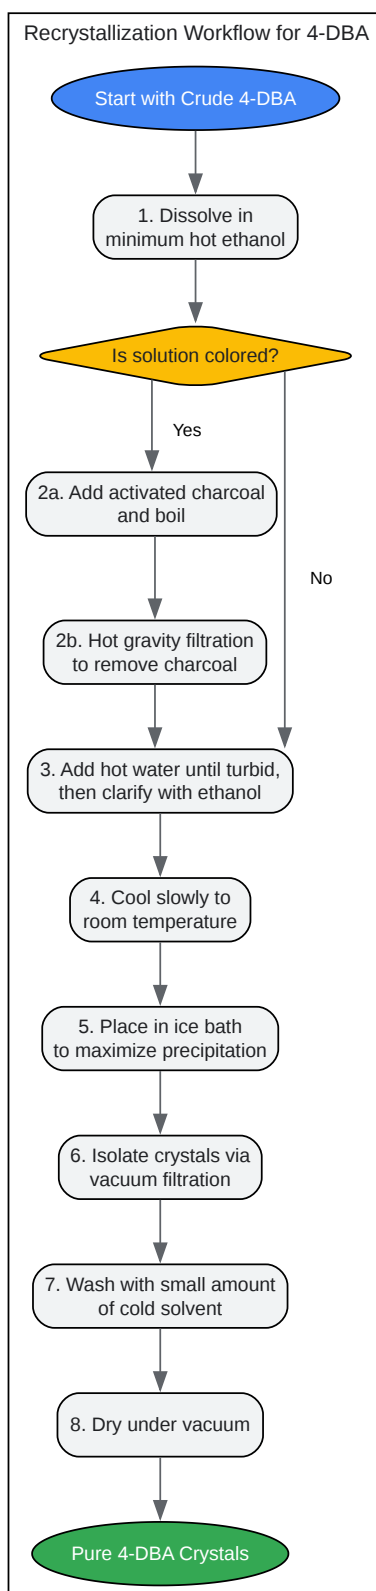 Recrystallization Workflow for 4-DBA
Start with Crude 4-DBA
1. Dissolve in
minimum hot ethanol
Is solution colored?
Yes
2a. Add activated charcoal
and boil
No
2b. Hot gravity filtration
to remove charcoal
3. Add hot water until turbid,
then clarify with ethanol
4. Cool slowly to
room temperature
5. Place in ice bath
to maximize precipitation
6. Isolate crystals via
vacuum filtration
7. Wash with small amount
of cold solvent
8. Dry under vacuum
Pure 4-DBA Crystals